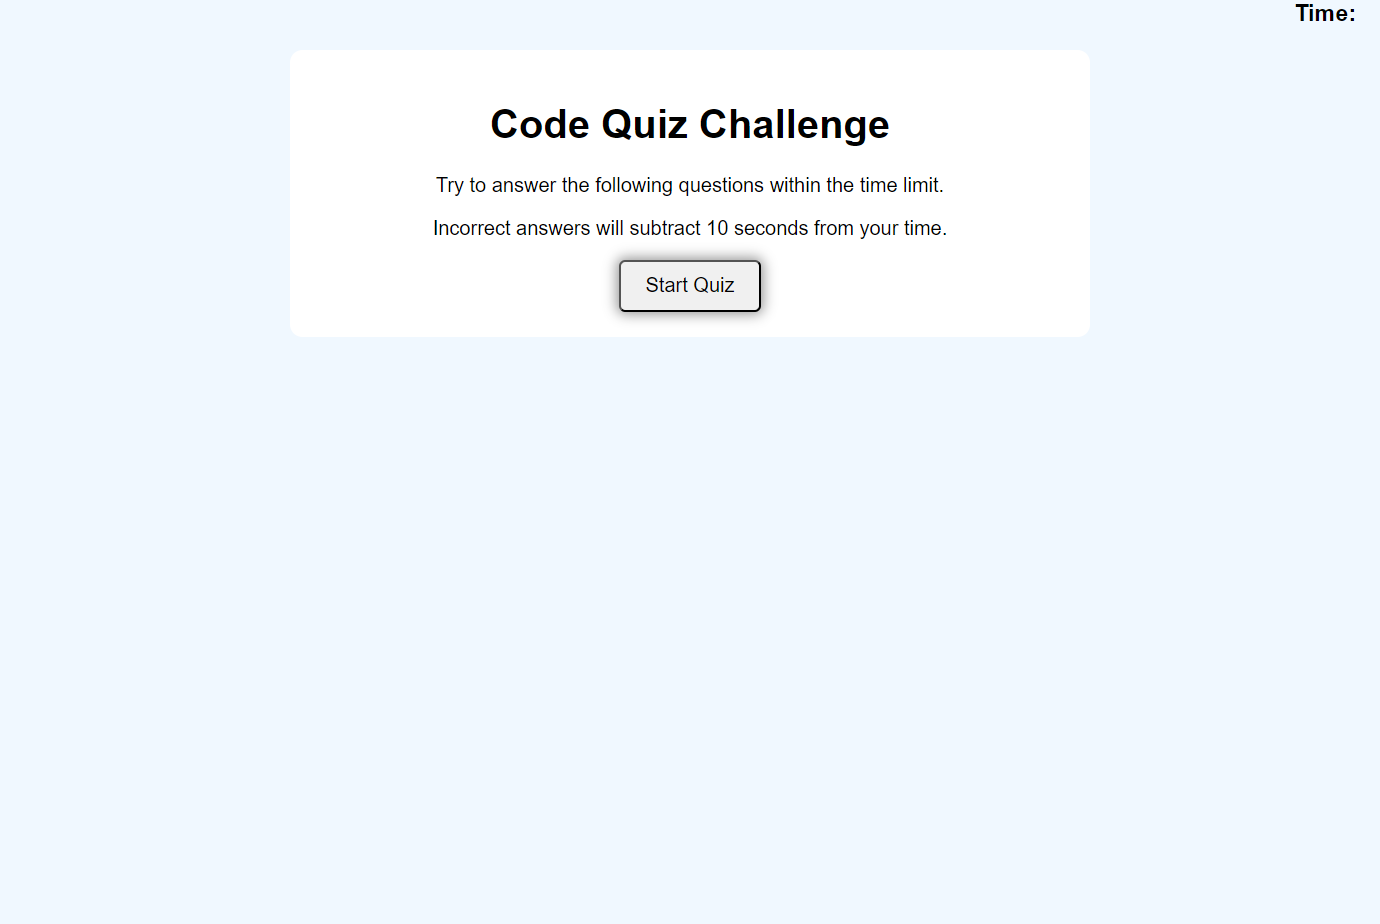 Time:
Code Quiz Challenge
Try to answer the following questions within the time limit.
Incorrect answers will subtract 10 seconds from your time.
Start Quiz